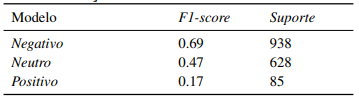 Modelo F1-score Suporte
Negativo 0.69 938
Neutro 0.47 628
Positivo 0.17 85